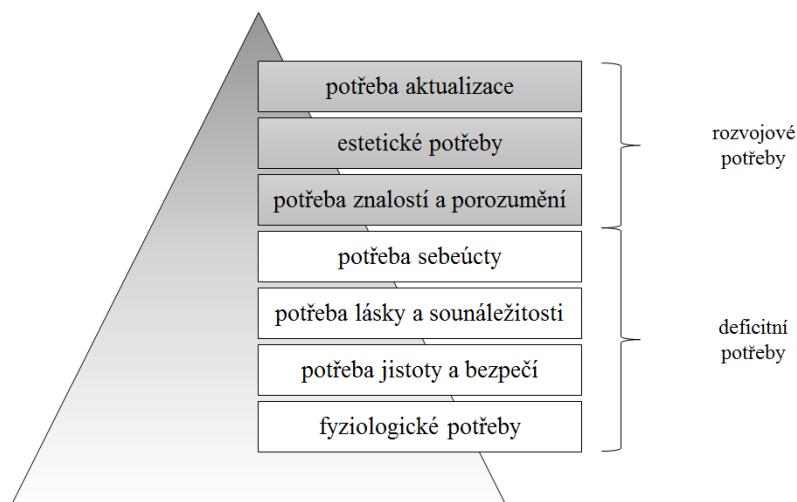 potřeba aktualizace
estetické potřeby
potřeba znalostí a porozumění
rozvojové
potřeby
potřeba sebeúcty
potřeba lásky a sounáležitosti
potřeba jistoty a bezpečí
fyziologické potřeby
deficitní
potřeby